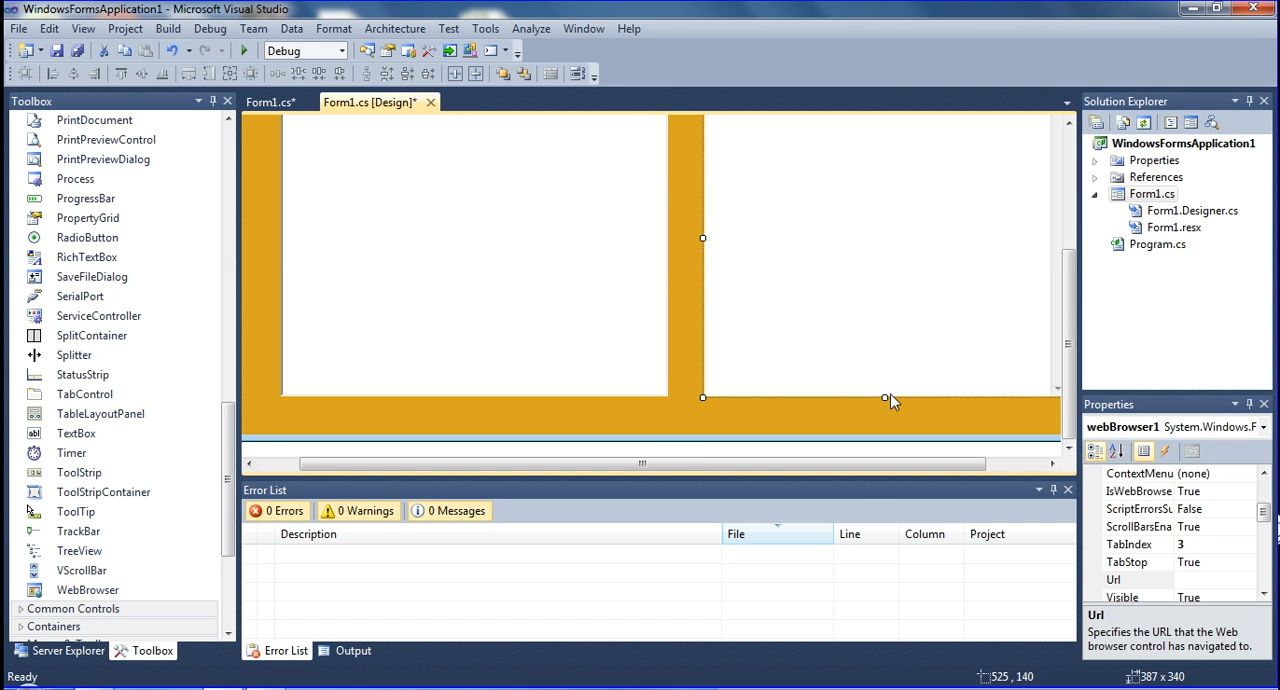 WindowsFormsApplication1 - Microsoft Visual Studio
File Edit View Project Build Debug Team Data Format Architecture Test Tools Analyze Window Help
Debug
Toolbox
PrintDocument
PrintPreviewControl
PrintPreviewDialog
Process
ProgressBar
PropertyGrid
RadioButton
RichTextBox
SaveFileDialog
SerialPort
ServiceController
SplitContainer
Splitter
StatusStrip
TabControl
TableLayoutPanel
TextBox
Timer
ToolStrip
ToolStripContainer
ToolTip
TrackBar
TreeView
VScrollBar
WebBrowser
Common Controls
Containers
Server Explorer Toolbox
Form1.cs* Form1.cs [Design]*
Error List
0 Errors 0 Warnings 0 Messages
Description File Line Column Project
Error List Output
Solution Explorer
WindowsFormsApplication1
Properties
References
Form1.cs
Form1.Designer.cs
Form1.resx
Program.cs
Properties
webBrowser1 System.Windows.F
ContextMenu (none)
IsWebBrowse True
ScriptErrorsSu False
ScrollBarsEna True
TabIndex 3
TabStop True
Url
Visible True
Url
Specifies the URL that the Web
browser control has navigated to.
Ready 525 , 140 387 x 340